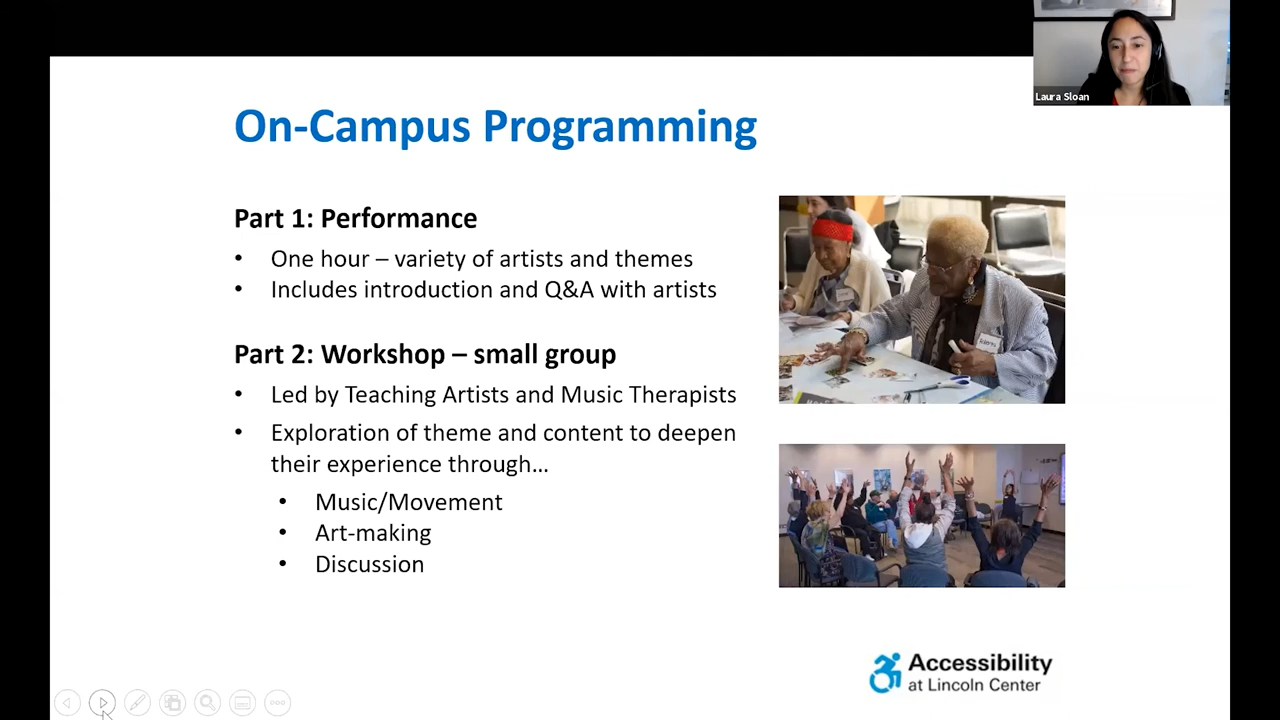 Laura Sloan
On-Campus Programming
Part 1: Performance
• One hour – variety of artists and themes
• Includes introduction and Q&A with artists
Part 2: Workshop – small group
• Led by Teaching Artists and Music Therapists
• Exploration of theme and content to deepen
their experience through…
• Music/Movement
• Art-making
• Discussion
Accessibility
at Lincoln Center